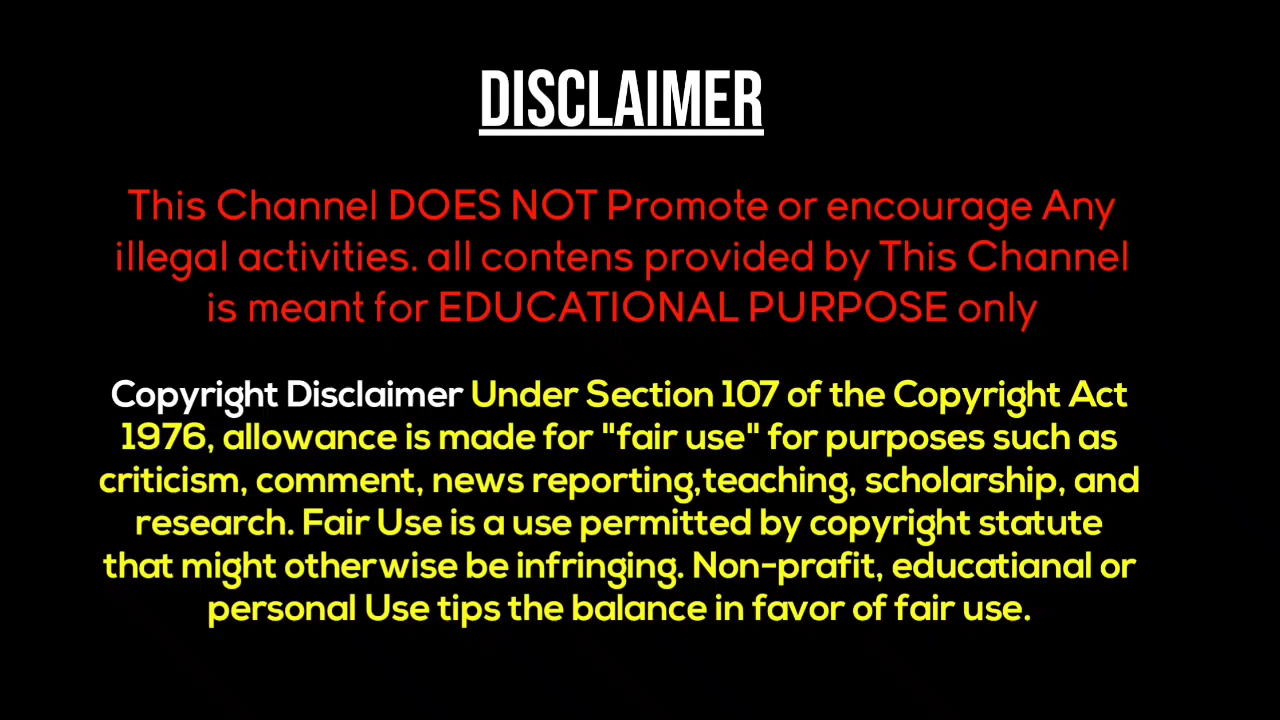 DISCLAIMER
This Channel DOES NOT Promote or encourage Any
illegal activities. all contens provided by This Channel
is meant for EDUCATIONAL PURPOSE only
Copyright Disclaimer Under Section 107 of the Copyright Act
1976, allowance is made for "fair use" for purposes such as
criticism, comment, news reporting,teaching, scholarship, and
research. Fair Use is a use permitted by copyright statute
that might otherwise be infringing. Non-prafit, educatianal or
personal Use tips the balance in favor of fair use.